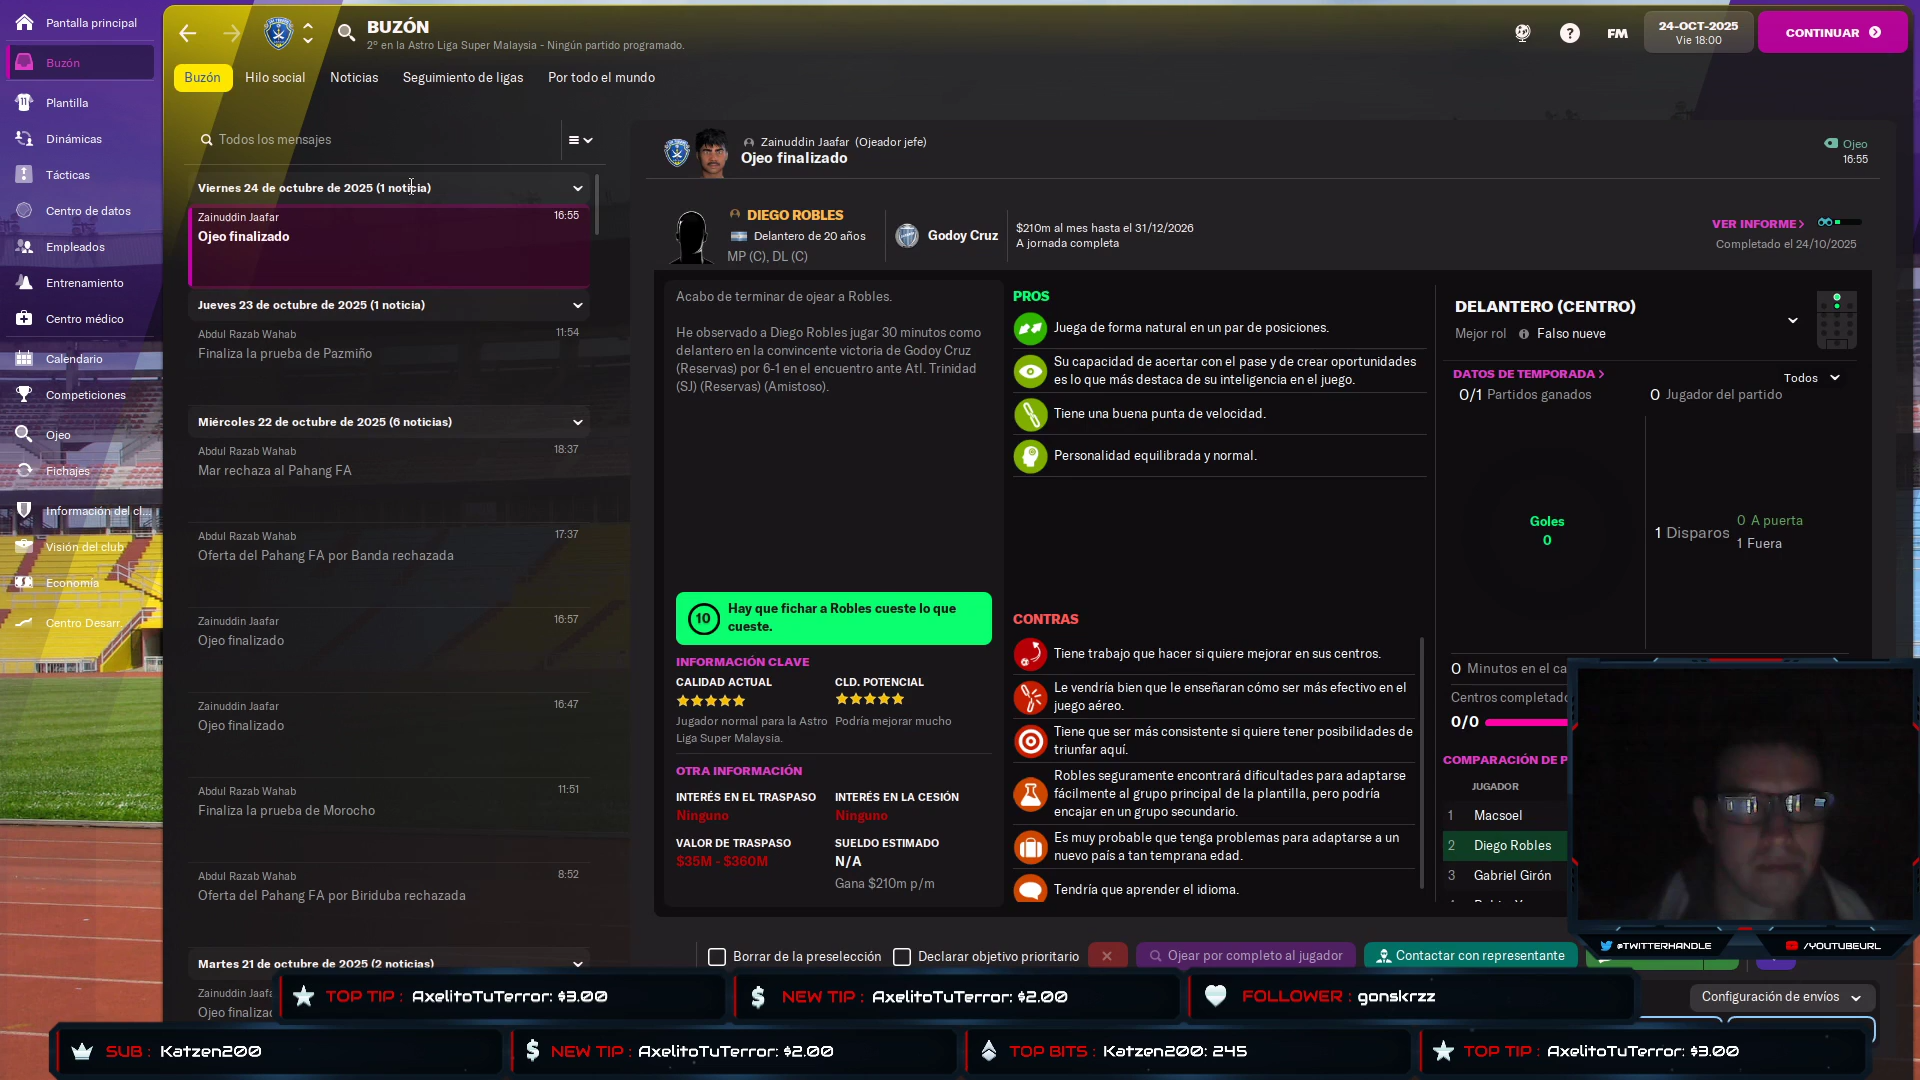 Pantalla principal
Buzón
Plantilla
Dinámicas
Tácticas
Centro de datos
Empleados
Entrenamiento
Centro médico
Calendario
Competiciones
Ojeo
Fichajes
Información del cl...
Visión del club
Economía
Centro Desarr.
BUZÓN
2º en la Astro Liga Super Malaysia - Ningún partido programado.
FM
24-OCT-2025
Vie 18:00
CONTINUAR
Buzón
Hilo social
Noticias
Seguimiento de ligas
Por todo el mundo
Todos los mensajes
Viernes 24 de octubre de 2025 (1 noticia)
Zainuddin Jaafar
16:55
Ojeo finalizado
Jueves 23 de octubre de 2025 (1 noticia)
Abdul Razab Wahab
11:54
Finaliza la prueba de Pazmiño
Miércoles 22 de octubre de 2025 (6 noticias)
Abdul Razab Wahab
18:37
Mar rechaza al Pahang FA
Abdul Razab Wahab
17:37
Oferta del Pahang FA por Banda rechazada
Zainuddin Jaafar
16:57
Ojeo finalizado
Zainuddin Jaafar
16:47
Ojeo finalizado
Abdul Razab Wahab
11:51
Finaliza la prueba de Morocho
Abdul Razab Wahab
8:52
Oferta del Pahang FA por Biriduba rechazada
Martes 21 de octubre de 2025 (2 noticias)
Zainuddin Jaafa
Ojeo finalizad
Zainuddin Jaafar (Ojeador jefe)
Ojeo finalizado
Ojeo
16:55
DIEGO ROBLES
Delantero de 20 años
MP (C), DL (C)
Godoy Cruz
$210m al mes hasta el 31/12/2026
A jornada completa
VER INFORME
Completado el 24/10/2025
Acabo de terminar de ojear a Robles.
He observado a Diego Robles jugar 30 minutos como
delantero en la convincente victoria de Godoy Cruz
(Reservas) por 6-1 en el encuentro ante Atl. Trinidad
(SJ) (Reservas) (Amistoso).
10
Hay que fichar a Robles cueste lo que
cueste.
INFORMACIÓN CLAVE
CALIDAD ACTUAL
CLD. POTENCIAL
Jugador normal para la Astro
Liga Super Malaysia.
Podría mejorar mucho
OTRA INFORMACIÓN
INTERÉS EN EL TRASPASO
INTERÉS EN LA CESIÓN
Ninguno
Ninguno
VALOR DE TRASPASO
SUELDO ESTIMADO
$35M - $360M
N/A
Gana $210m p/m
PROS
Juega de forma natural en un par de posiciones.
Su capacidad de acertar con el pase y de crear oportunidades
es lo que más destaca de su inteligencia en el juego.
Tiene una buena punta de velocidad.
Personalidad equilibrada y normal.
CONTRAS
Tiene trabajo que hacer si quiere mejorar en sus centros.
Le vendría bien que le enseñaran cómo ser más efectivo en el
juego aéreo.
Tiene que ser más consistente si quiere tener posibilidades de
triunfar aquí.
Robles seguramente encontrará dificultades para adaptarse
fácilmente al grupo principal de la plantilla, pero podría
encajar en un grupo secundario.
Es muy probable que tenga problemas para adaptarse a un
nuevo país a tan temprana edad.
Tendría que aprender el idioma.
DELANTERO (CENTRO)
Mejor rol
Falso nueve
DATOS DE TEMPORADA
Todos
0/1 Partidos ganados
0 Jugador del partido
Goles
0
1 Disparos
0 A puerta
1 Fuera
0 Minutos en el ca
Centros completado
0/0
COMPARACIÓN DE P
JUGADOR
1 Macsoel
2 Diego Robles
3 Gabriel Girón
Borrar de la preselección
Declarar objetivo prioritario
Ojear por completo al jugador
Contactar con representante
Configuración de envíos
@TWITTERHANDLE
/YOUTUBEURL
TOP TIP : AxelitoTuTerror: $3.00
NEW TIP : AxelitoTuTerror: $2.00
FOLLOWER : gonskrzz
SUB : Katzen200
NEW TIP : AxelitoTuTerror: $2.00
TOP BITS : Katzen200: 245
TOP TIP : AxelitoTuTerror: $3.00